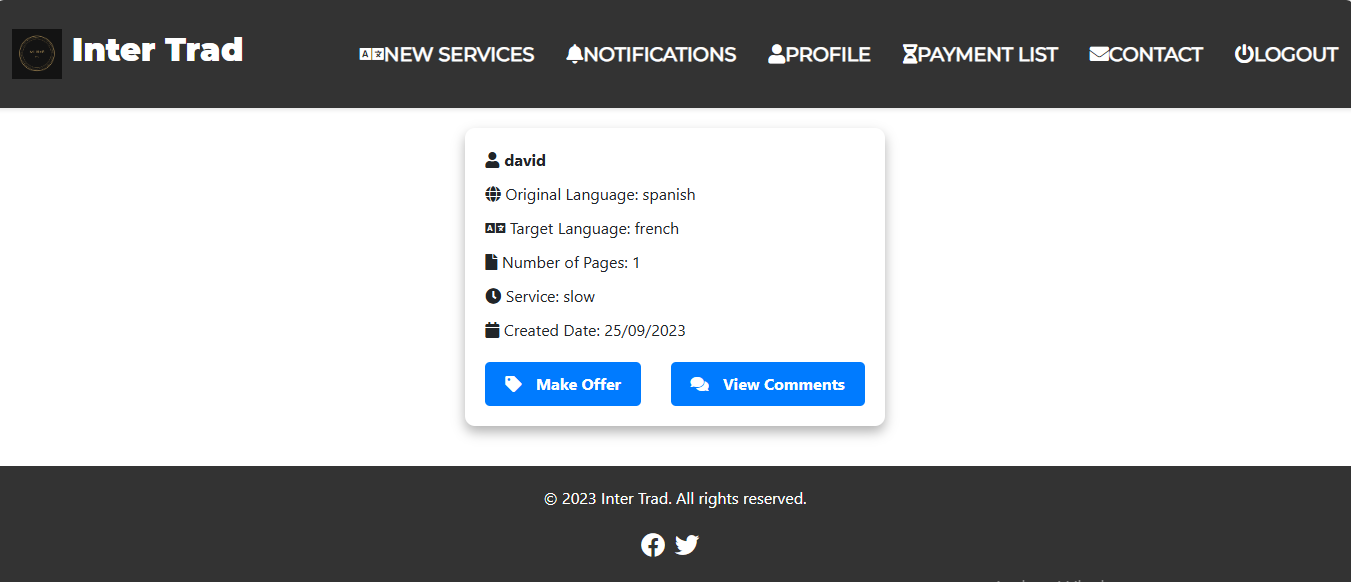 Inter Trad
NEW SERVICES
NOTIFICATIONS
PROFILE
PAYMENT LIST
CONTACT
LOGOUT
david
Original Language: spanish
Target Language: french
Number of Pages: 1
Service: slow
Created Date: 25/09/2023
Make Offer
View Comments
© 2023 Inter Trad. All rights reserved.